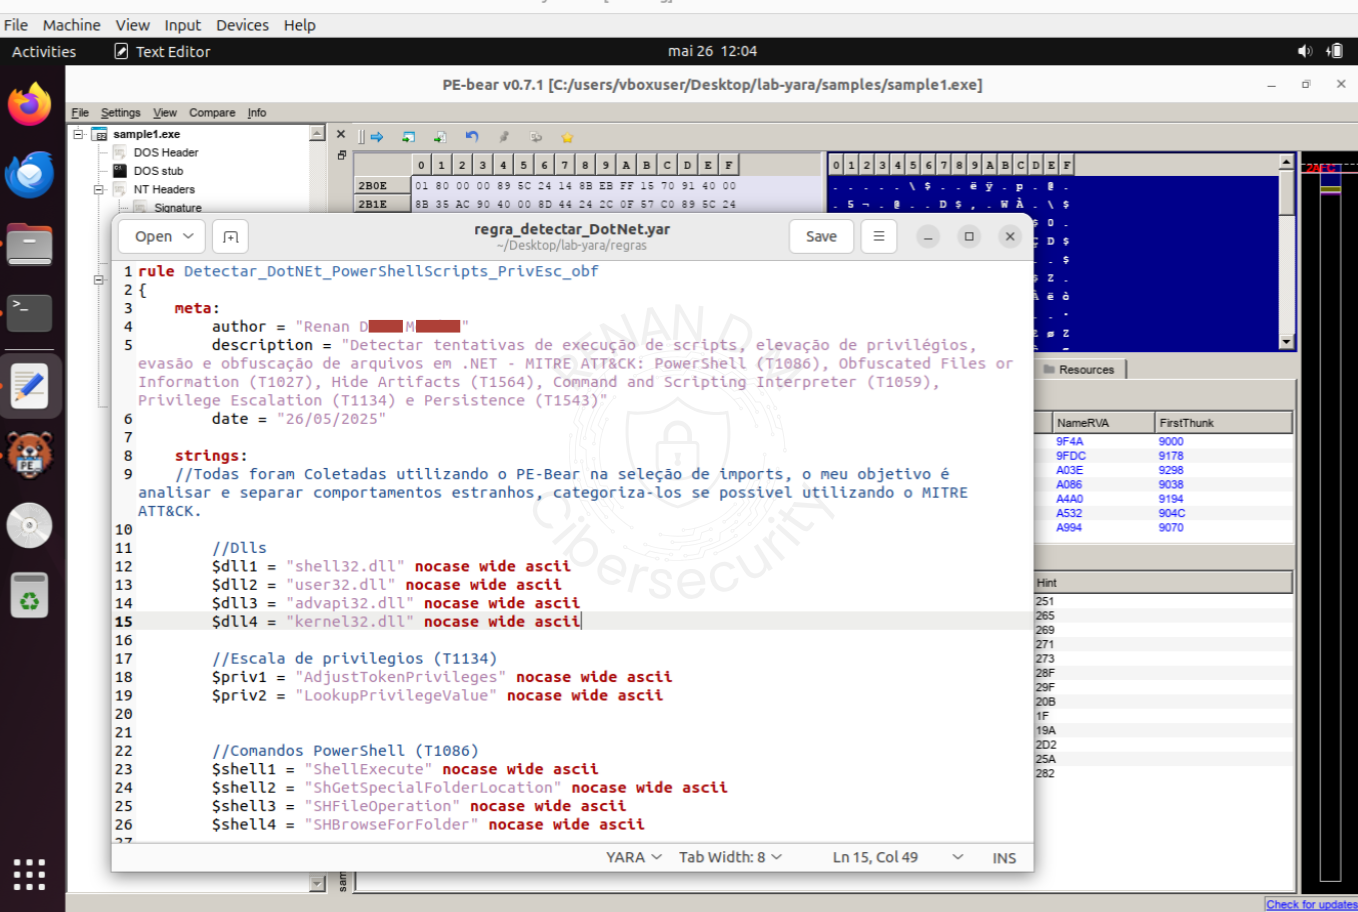 File Machine View Input Devices Help
Activities Text Editor mai 26 12:04
PE-bear v0.7.1 [C:/users/vboxuser/Desktop/lab-yara/samples/sample1.exe]
File Settings View Compare Info
sample1.exe
DOS Header
DOS stub
NT Headers
Signature
0 1 2 3 4 5 6 7 8 9 A B C D E F
0 1 2 3 4 5 6 7 8 9 A B C D E F
2B0E 01 80 00 00 89 5C 24 14 8B EB FF 15 70 91 40 00
. . . . . \ $ . . ë ÿ . p . @ .
2B1E 8B 35 AC 90 40 00 8D 44 24 2C 0F 57 C0 89 5C 24
. 5 ¬ . @ . . D $ , . W À . \ $
Open
regra_detectar_DotNet.yar
~/Desktop/lab-yara/regras
Save
1 rule Detectar_DotNEt_PowerShellScripts_PrivEsc_obf
2 {
3 meta:
4 author = "Renan D M "
5 description = "Detectar tentativas de execução de scripts, elevação de privilégios,
evasão e obfuscação de arquivos em .NET - MITRE ATT&CK: PowerShell (T1086), Obfuscated Files or
Information (T1027), Hide Artifacts (T1564), Command and Scripting Interpreter (T1059),
Privilege Escalation (T1134) e Persistence (T1543)"
6 date = "26/05/2025"
7
8 strings:
9 //Todas foram Coletadas utilizando o PE-Bear na seleção de imports, o meu objetivo é
analisar e separar comportamentos estranhos, categoriza-los se possivel utilizando o MITRE
ATT&CK.
10
11 //Dlls
12 $dll1 = "shell32.dll" nocase wide ascii
13 $dll2 = "user32.dll" nocase wide ascii
14 $dll3 = "advapi32.dll" nocase wide ascii
15 $dll4 = "kernel32.dll" nocase wide ascii
16
17 //Escala de privilegios (T1134)
18 $priv1 = "AdjustTokenPrivileges" nocase wide ascii
19 $priv2 = "LookupPrivilegeValue" nocase wide ascii
20
21
22 //Comandos PowerShell (T1086)
23 $shell1 = "ShellExecute" nocase wide ascii
24 $shell2 = "ShGetSpecialFolderLocation" nocase wide ascii
25 $shell3 = "SHFileOperation" nocase wide ascii
26 $shell4 = "SHBrowseForFolder" nocase wide ascii
27
YARA Tab Width: 8 Ln 15, Col 49 INS
RENAN D
Cibersecurity
Resources
NameRVA FirstThunk
9F4A 9000
9FDC 9178
A03E 9298
A086 9038
A4A0 9194
A532 904C
A994 9070
Hint
251
265
269
271
273
28F
29F
20B
1F
19A
2D2
25A
282
Check for updates